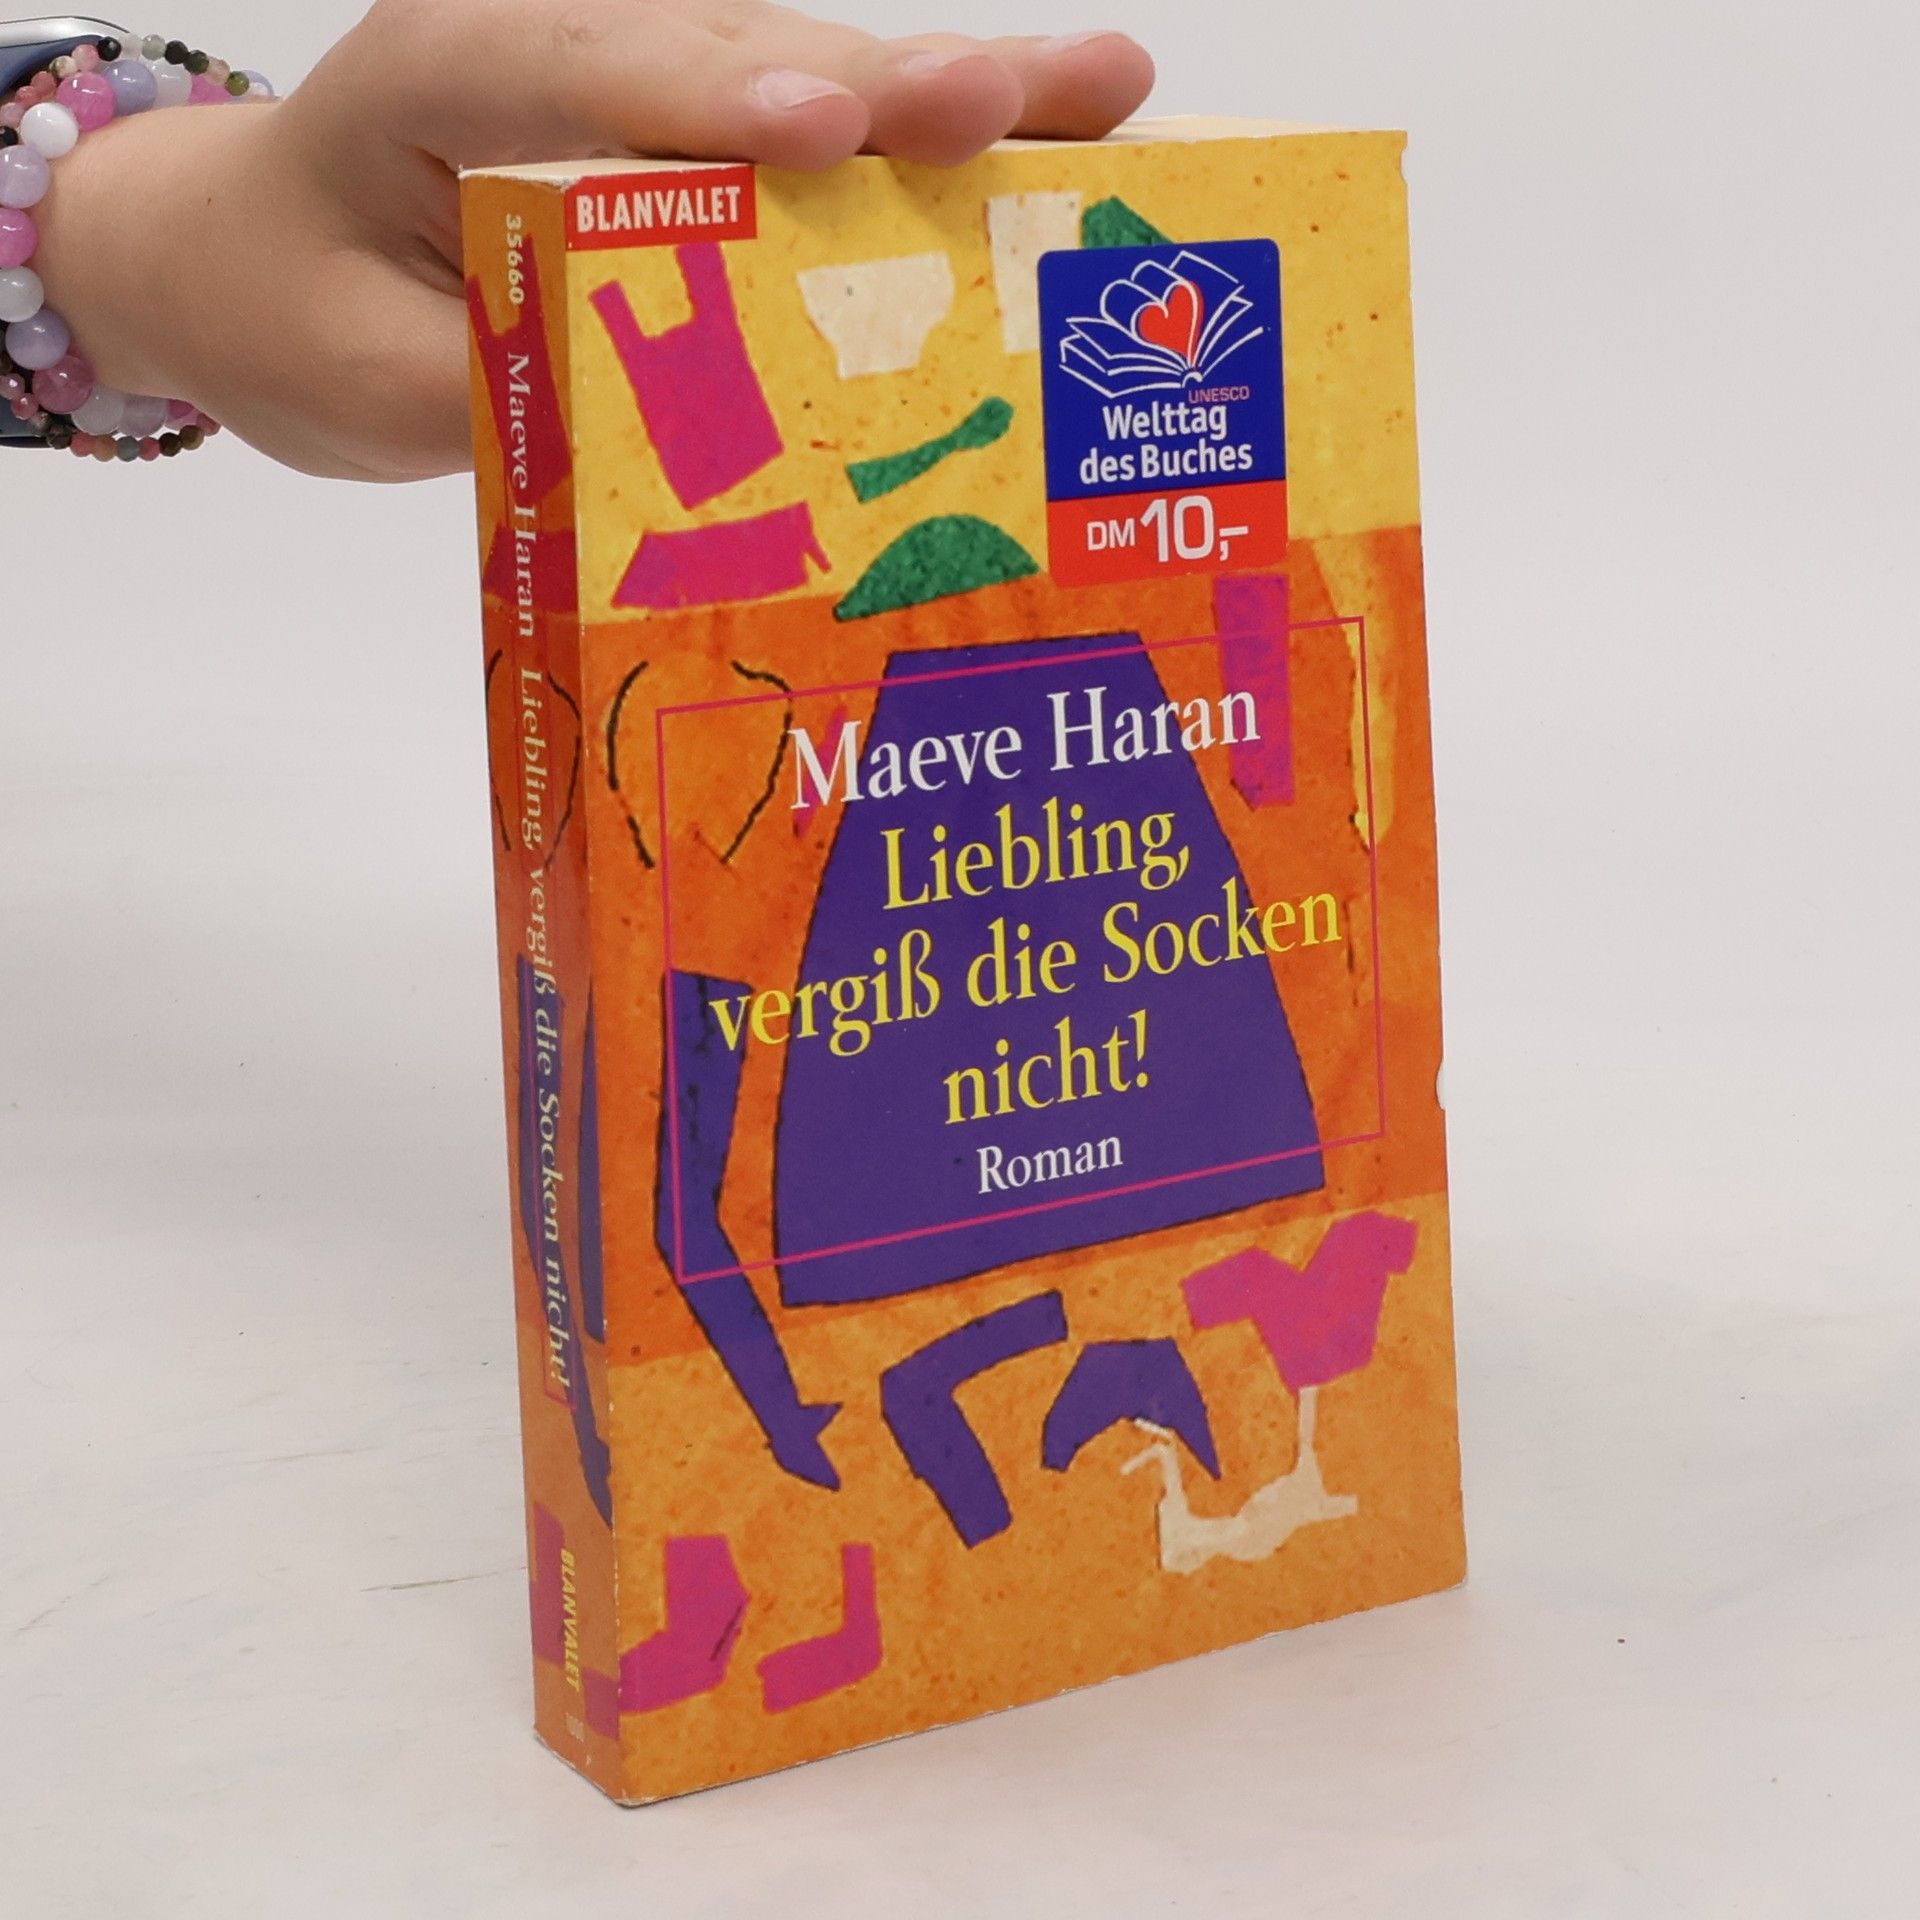 BLANVALET
UNESCO
Welttag
des Buches
DM 10,-
Maeve Haran
Liebling,
vergiß die Socken
nicht!
Roman
35660 Maeve Haran Liebling, vergiß die Socken nicht! BLANVALET